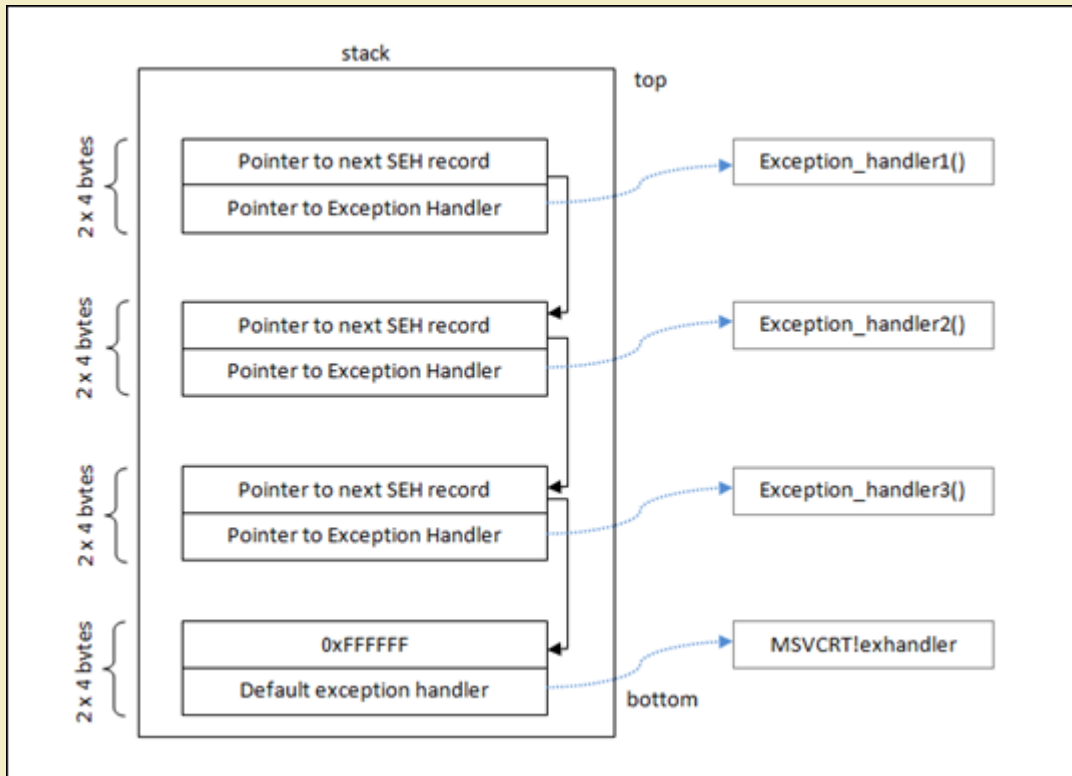 stack
top
2 x 4 bytes
Pointer to next SEH record
Pointer to Exception Handler
Exception_handler1()
2 x 4 bytes
Pointer to next SEH record
Pointer to Exception Handler
Exception_handler2()
2 x 4 bytes
Pointer to next SEH record
Pointer to Exception Handler
Exception_handler3()
2 x 4 bytes
0xFFFFFF
Default exception handler
MSVCRT!exhandler
bottom